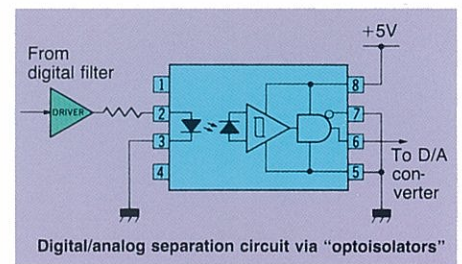 +5V
From
digital filter
DRIVER
1
2
3
4
8
7
6
5
To D/A
con-
verter
Digital/analog separation circuit via "optoisolators"